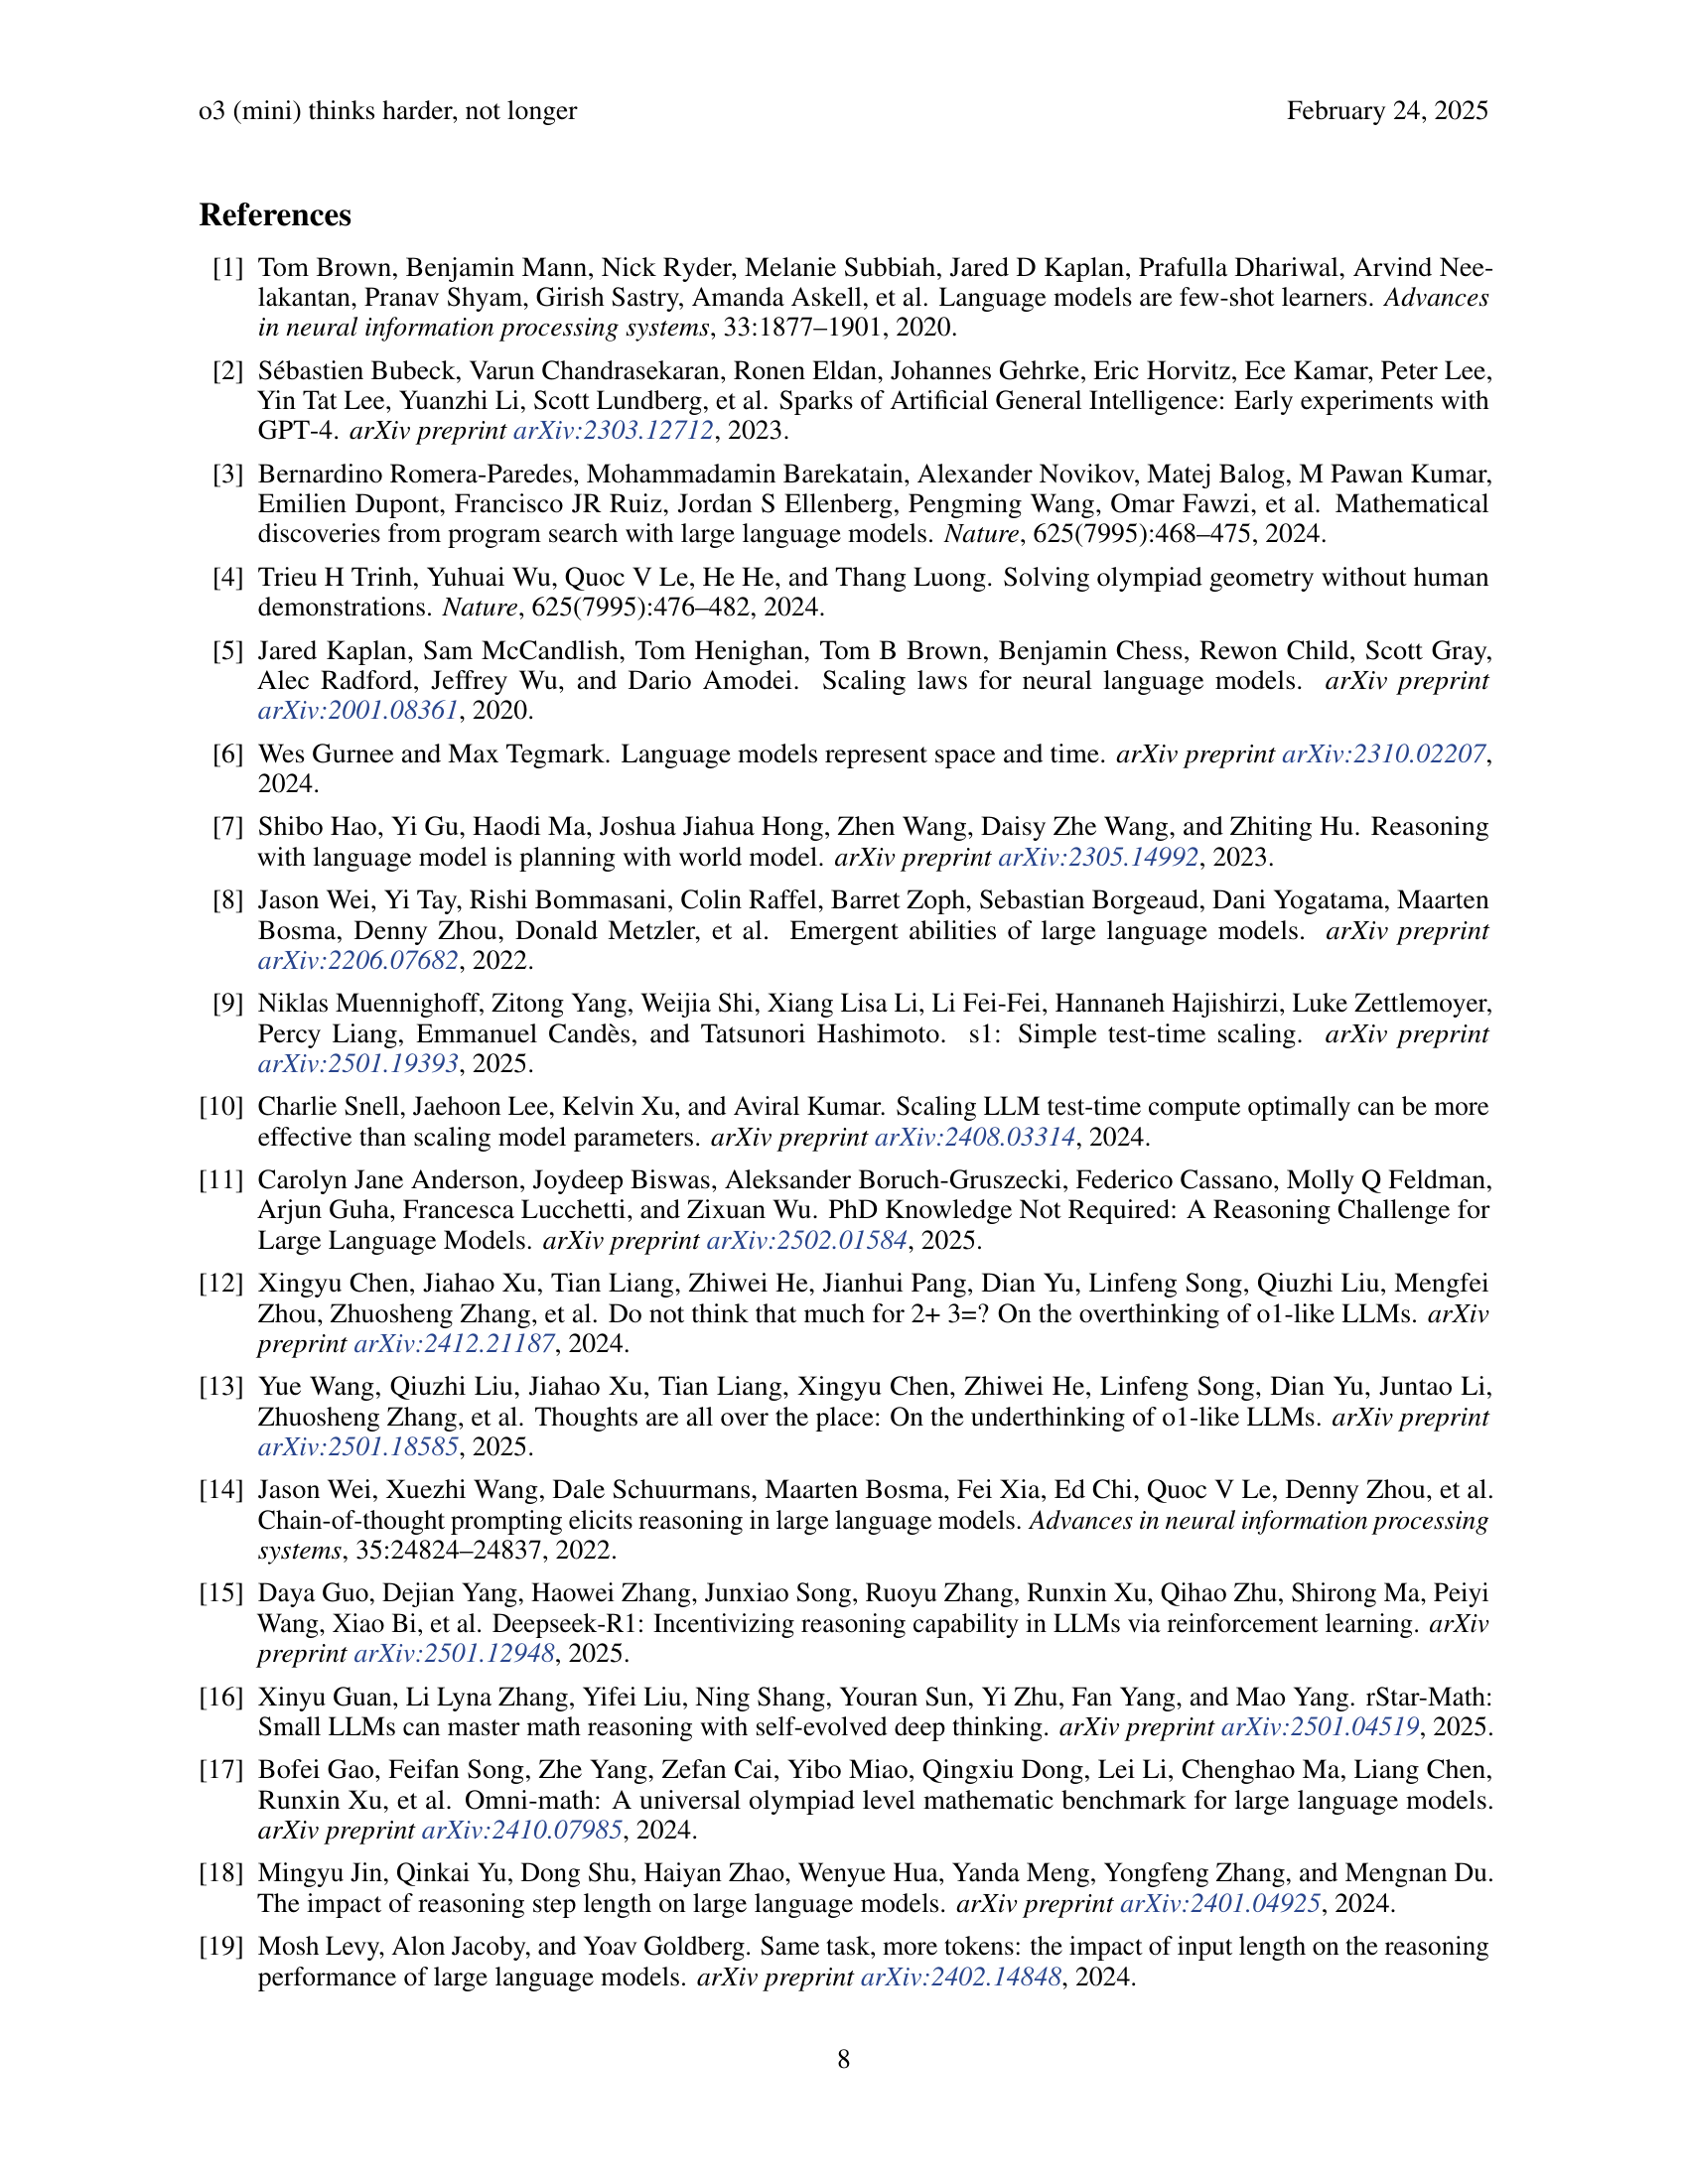 o3 (mini) thinks harder, not longer February 24, 2025
References
[1] Tom Brown, Benjamin Mann, Nick Ryder, Melanie Subbiah, Jared D Kaplan, Prafulla Dhariwal, Arvind Nee-
lakantan, Pranav Shyam, Girish Sastry, Amanda Askell, et al. Language models are few-shot learners. Advances
in neural information processing systems, 33:1877–1901, 2020.
[2] Sébastien Bubeck, Varun Chandrasekaran, Ronen Eldan, Johannes Gehrke, Eric Horvitz, Ece Kamar, Peter Lee,
Yin Tat Lee, Yuanzhi Li, Scott Lundberg, et al. Sparks of Artificial General Intelligence: Early experiments with
GPT-4. arXiv preprint arXiv:2303.12712, 2023.
[3] Bernardino Romera-Paredes, Mohammadamin Barekatain, Alexander Novikov, Matej Balog, M Pawan Kumar,
Emilien Dupont, Francisco JR Ruiz, Jordan S Ellenberg, Pengming Wang, Omar Fawzi, et al. Mathematical
discoveries from program search with large language models. Nature, 625(7995):468–475, 2024.
[4] Trieu H Trinh, Yuhuai Wu, Quoc V Le, He He, and Thang Luong. Solving olympiad geometry without human
demonstrations. Nature, 625(7995):476–482, 2024.
[5] Jared Kaplan, Sam McCandlish, Tom Henighan, Tom B Brown, Benjamin Chess, Rewon Child, Scott Gray,
Alec Radford, Jeffrey Wu, and Dario Amodei. Scaling laws for neural language models. arXiv preprint
arXiv:2001.08361, 2020.
[6] Wes Gurnee and Max Tegmark. Language models represent space and time. arXiv preprint arXiv:2310.02207,
2024.
[7] Shibo Hao, Yi Gu, Haodi Ma, Joshua Jiahua Hong, Zhen Wang, Daisy Zhe Wang, and Zhiting Hu. Reasoning
with language model is planning with world model. arXiv preprint arXiv:2305.14992, 2023.
[8] Jason Wei, Yi Tay, Rishi Bommasani, Colin Raffel, Barret Zoph, Sebastian Borgeaud, Dani Yogatama, Maarten
Bosma, Denny Zhou, Donald Metzler, et al. Emergent abilities of large language models. arXiv preprint
arXiv:2206.07682, 2022.
[9] Niklas Muennighoff, Zitong Yang, Weijia Shi, Xiang Lisa Li, Li Fei-Fei, Hannaneh Hajishirzi, Luke Zettlemoyer,
Percy Liang, Emmanuel Candès, and Tatsunori Hashimoto. s1: Simple test-time scaling. arXiv preprint
arXiv:2501.19393, 2025.
[10] Charlie Snell, Jaehoon Lee, Kelvin Xu, and Aviral Kumar. Scaling LLM test-time compute optimally can be more
effective than scaling model parameters. arXiv preprint arXiv:2408.03314, 2024.
[11] Carolyn Jane Anderson, Joydeep Biswas, Aleksander Boruch-Gruszecki, Federico Cassano, Molly Q Feldman,
Arjun Guha, Francesca Lucchetti, and Zixuan Wu. PhD Knowledge Not Required: A Reasoning Challenge for
Large Language Models. arXiv preprint arXiv:2502.01584, 2025.
[12] Xingyu Chen, Jiahao Xu, Tian Liang, Zhiwei He, Jianhui Pang, Dian Yu, Linfeng Song, Qiuzhi Liu, Mengfei
Zhou, Zhuosheng Zhang, et al. Do not think that much for 2+ 3=? On the overthinking of o1-like LLMs. arXiv
preprint arXiv:2412.21187, 2024.
[13] Yue Wang, Qiuzhi Liu, Jiahao Xu, Tian Liang, Xingyu Chen, Zhiwei He, Linfeng Song, Dian Yu, Juntao Li,
Zhuosheng Zhang, et al. Thoughts are all over the place: On the underthinking of o1-like LLMs. arXiv preprint
arXiv:2501.18585, 2025.
[14] Jason Wei, Xuezhi Wang, Dale Schuurmans, Maarten Bosma, Fei Xia, Ed Chi, Quoc V Le, Denny Zhou, et al.
Chain-of-thought prompting elicits reasoning in large language models. Advances in neural information processing
systems, 35:24824–24837, 2022.
[15] Daya Guo, Dejian Yang, Haowei Zhang, Junxiao Song, Ruoyu Zhang, Runxin Xu, Qihao Zhu, Shirong Ma, Peiyi
Wang, Xiao Bi, et al. Deepseek-R1: Incentivizing reasoning capability in LLMs via reinforcement learning. arXiv
preprint arXiv:2501.12948, 2025.
[16] Xinyu Guan, Li Lyna Zhang, Yifei Liu, Ning Shang, Youran Sun, Yi Zhu, Fan Yang, and Mao Yang. rStar-Math:
Small LLMs can master math reasoning with self-evolved deep thinking. arXiv preprint arXiv:2501.04519, 2025.
[17] Bofei Gao, Feifan Song, Zhe Yang, Zefan Cai, Yibo Miao, Qingxiu Dong, Lei Li, Chenghao Ma, Liang Chen,
Runxin Xu, et al. Omni-math: A universal olympiad level mathematic benchmark for large language models.
arXiv preprint arXiv:2410.07985, 2024.
[18] Mingyu Jin, Qinkai Yu, Dong Shu, Haiyan Zhao, Wenyue Hua, Yanda Meng, Yongfeng Zhang, and Mengnan Du.
The impact of reasoning step length on large language models. arXiv preprint arXiv:2401.04925, 2024.
[19] Mosh Levy, Alon Jacoby, and Yoav Goldberg. Same task, more tokens: the impact of input length on the reasoning
performance of large language models. arXiv preprint arXiv:2402.14848, 2024.
8